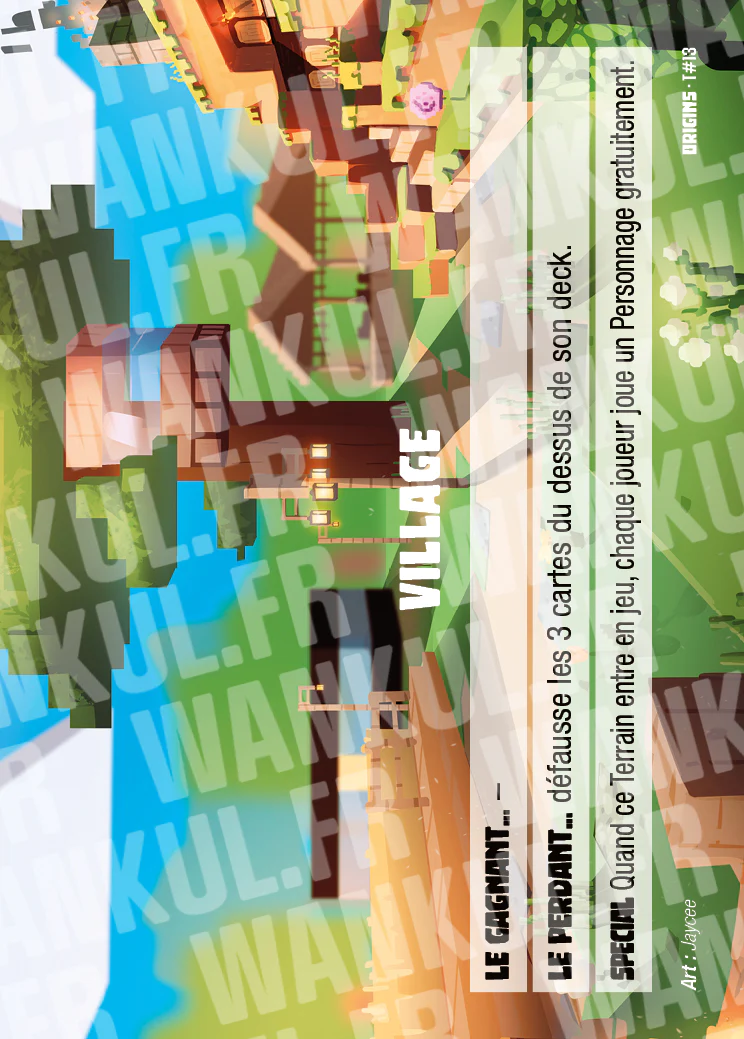 VILLAGE
LE GAGNANT... –
LE PERDANT... défausse les 3 cartes du dessus de son deck.
SPECIAL Quand ce Terrain entre en jeu, chaque joueur joue un Personnage gratuitement.
Art : Jaycee
ORIGINS · T#13
WANKUL.FR